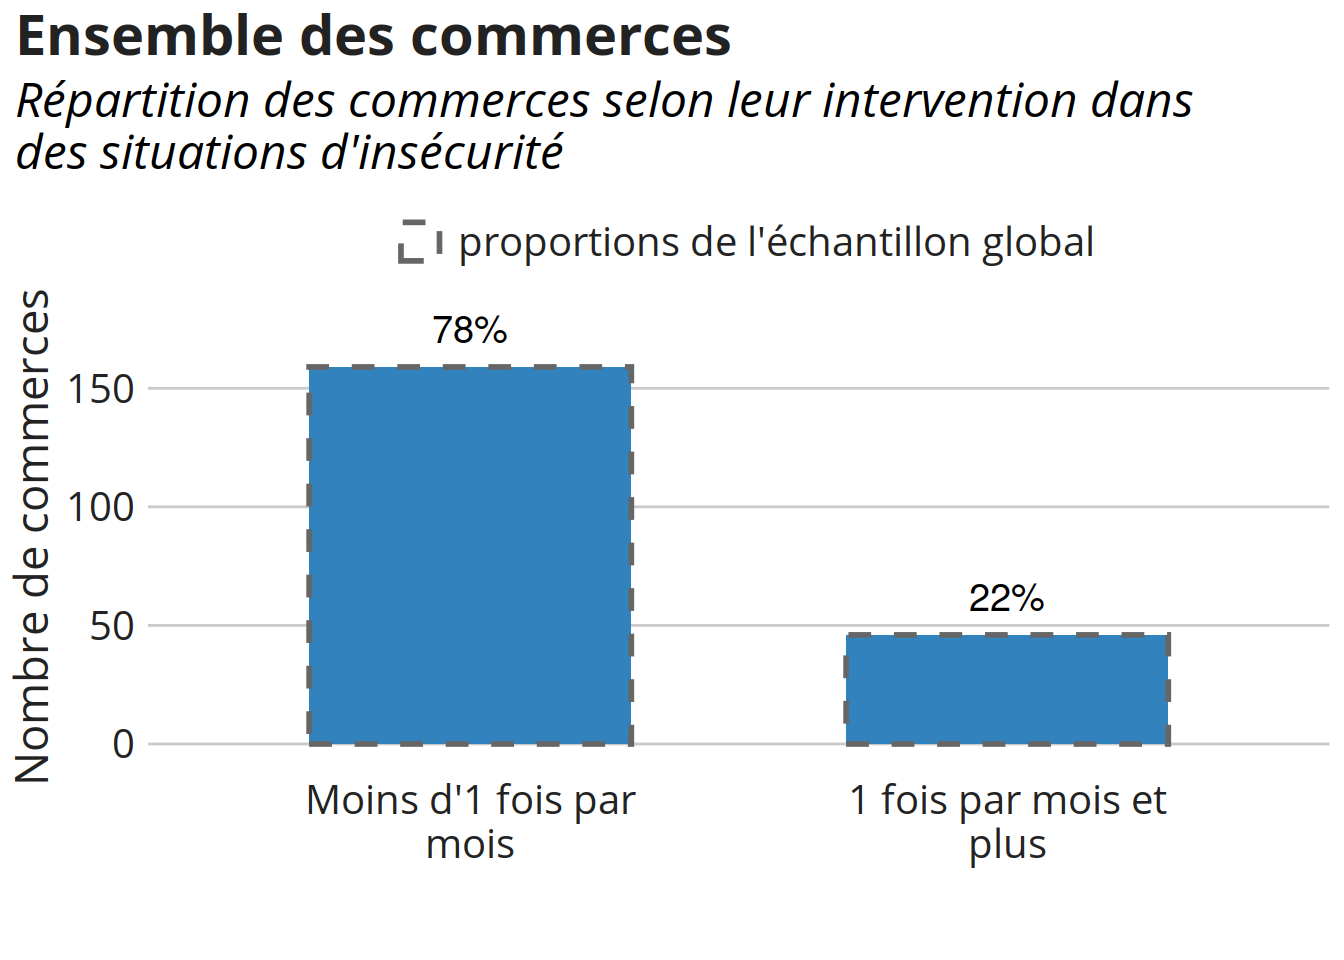 Ensemble des commerces
Répartition des commerces selon leur intervention dans
des situations d'insécurité
proportions de l'échantillon global
Nombre de commerces
78%
150
100
22%
50
0
Moins d'1 fois par
mois
1 fois par mois et
plus